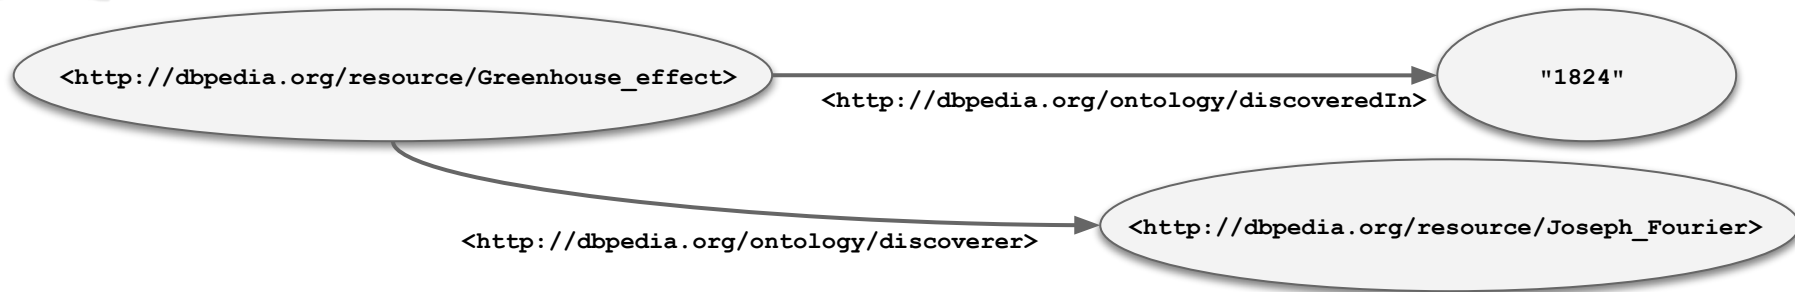 <http://dbpedia.org/resource/Greenhouse_effect>
"1824"
<http://dbpedia.org/ontology/discoveredIn>
<http://dbpedia.org/resource/Joseph_Fourier>
<http://dbpedia.org/ontology/discoverer>